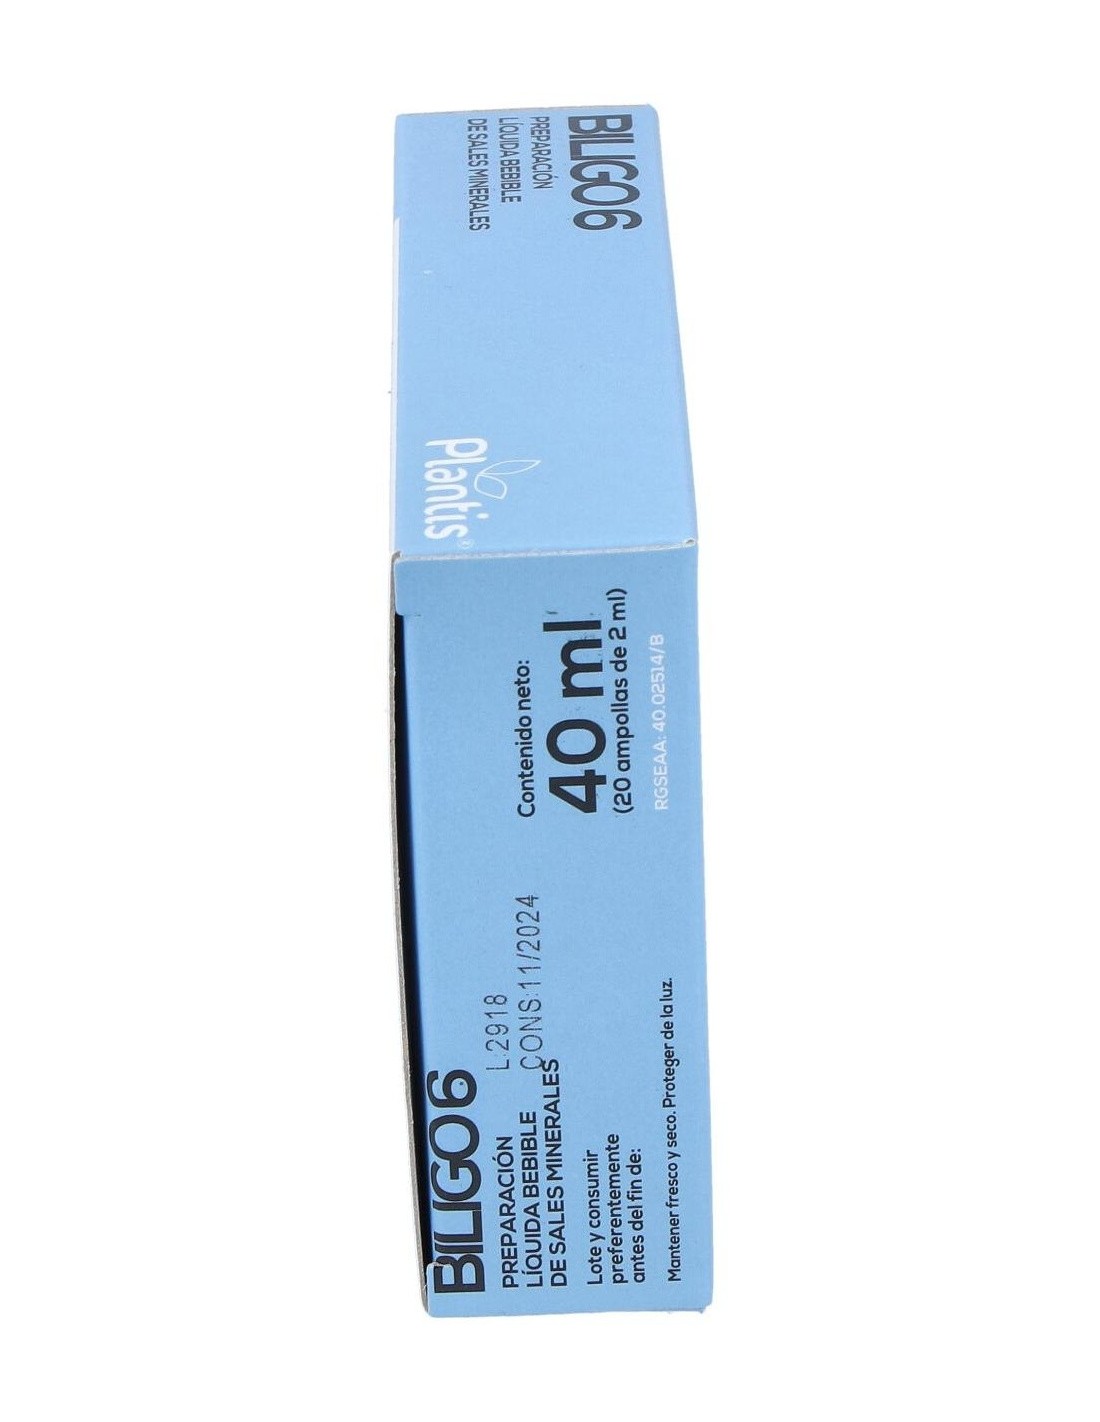 BILIGO6
PREPARACIÓN
LÍQUIDA BEBIBLE
DE SALES MINERALES
Plantis®
BILIGO6
PREPARACIÓN
LÍQUIDA BEBIBLE
DE SALES MINERALES
L:2918
CONS:11/2024
Lote y consumir
preferentemente
antes del fin de:
Mantener fresco y seco. Proteger de la luz.
Contenido neto:
40 ml
(20 ampollas de 2 ml)
RGSEAA: 40.02514/B